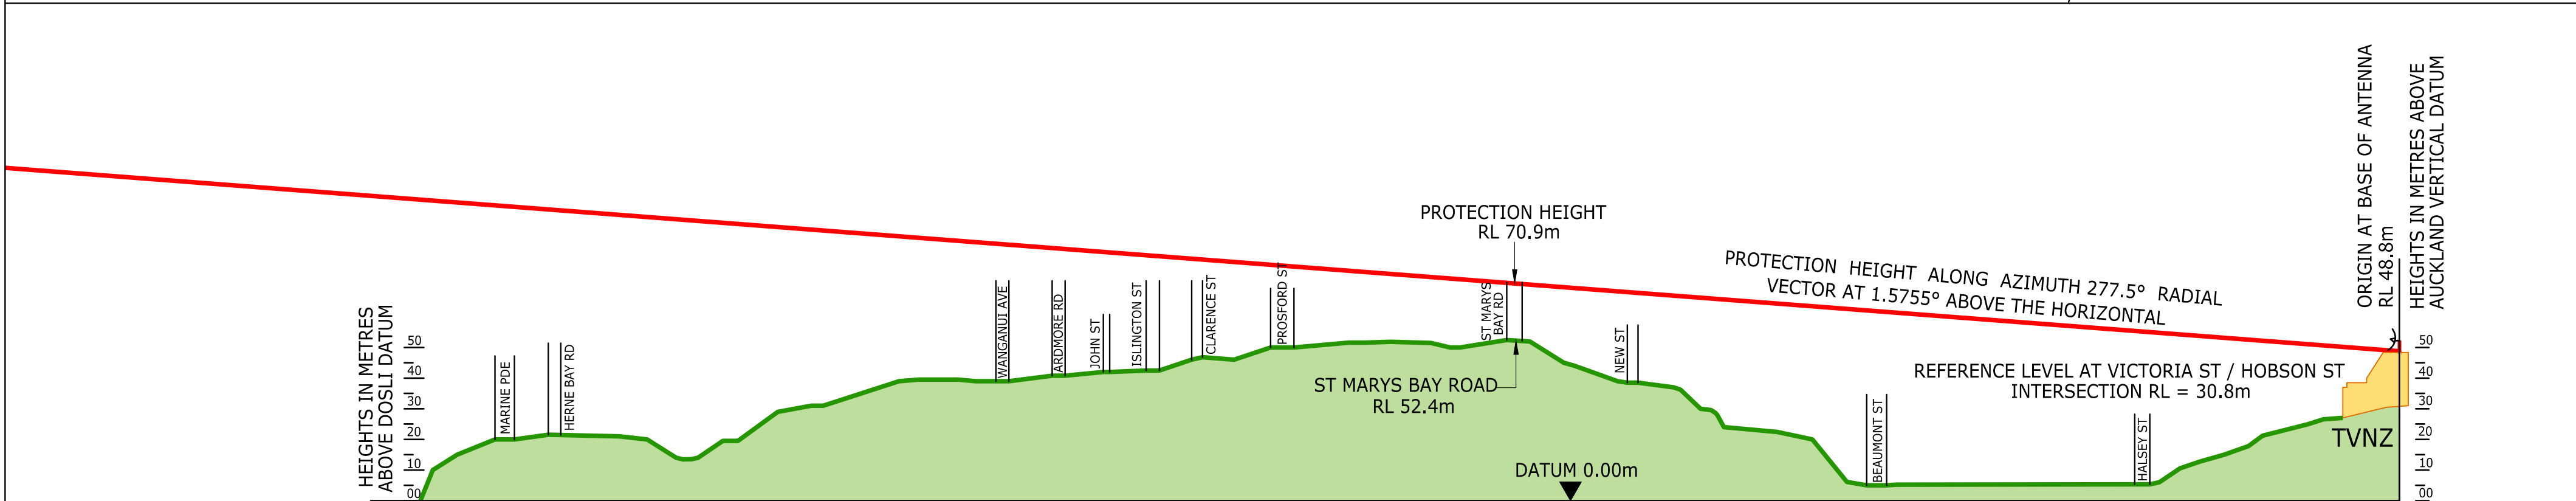 HEIGHTS IN METRES
ABOVE DOSLI DATUM
50
40
30
20
10
00
MARINE PDE
HERNE BAY RD
WANGANUI AVE
ARDMORE RD
JOHN ST
ISLINGTON ST
CLARENCE ST
PROSFORD ST
PROTECTION HEIGHT
RL 70.9m
ST MARYS
BAY RD
ST MARYS BAY ROAD
RL 52.4m
NEW ST
DATUM 0.00m
PROTECTION HEIGHT ALONG AZIMUTH 277.5° RADIAL
VECTOR AT 1.5755° ABOVE THE HORIZONTAL
BEAUMONT ST
REFERENCE LEVEL AT VICTORIA ST / HOBSON ST
INTERSECTION RL = 30.8m
HALSEY ST
TVNZ
ORIGIN AT BASE OF ANTENNA
RL 48.8m
HEIGHTS IN METRES ABOVE
AUCKLAND VERTICAL DATUM
50
40
30
20
10
00